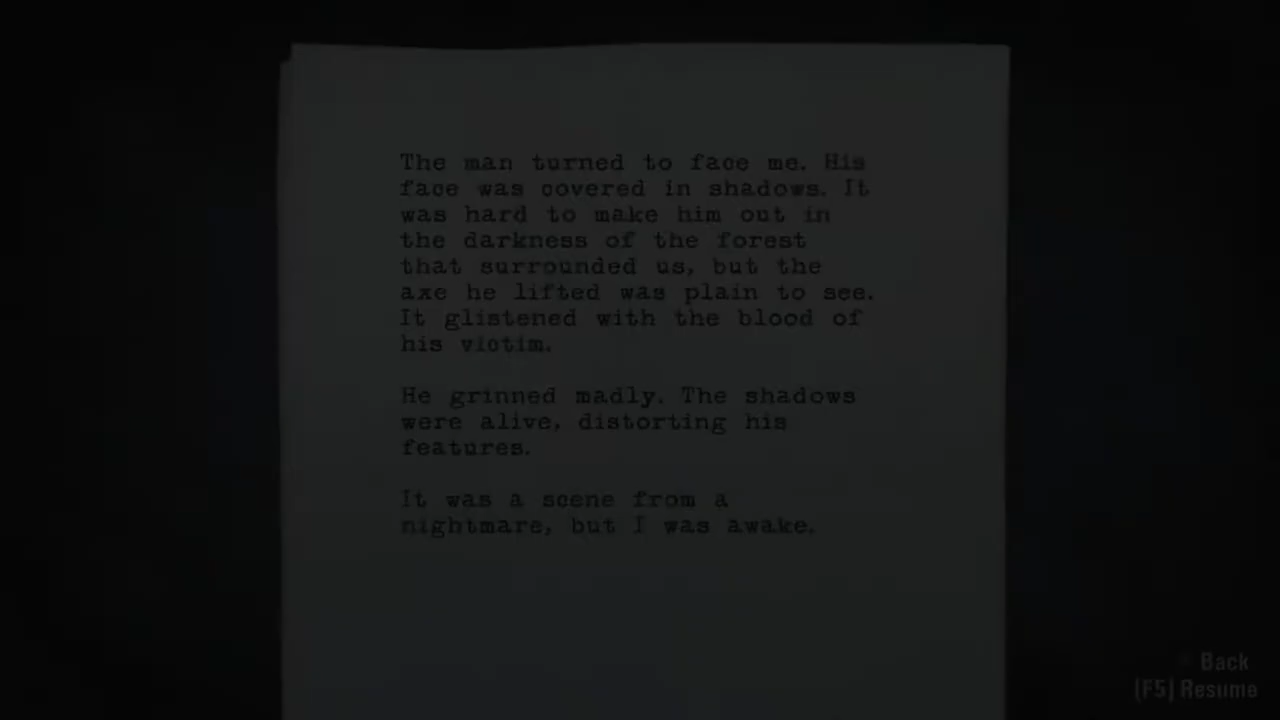 The man turned to face me. His
face was covered in shadows. It
was hard to make him out in
the darkness of the forest
that surrounded us, but the
axe he lifted was plain to see.
It glistened with the blood of
his victim.
He grinned madly. The shadows
were alive, distorting his
features.
It was a scene from a
nightmare, but I was awake.
Back
[F5] Resume